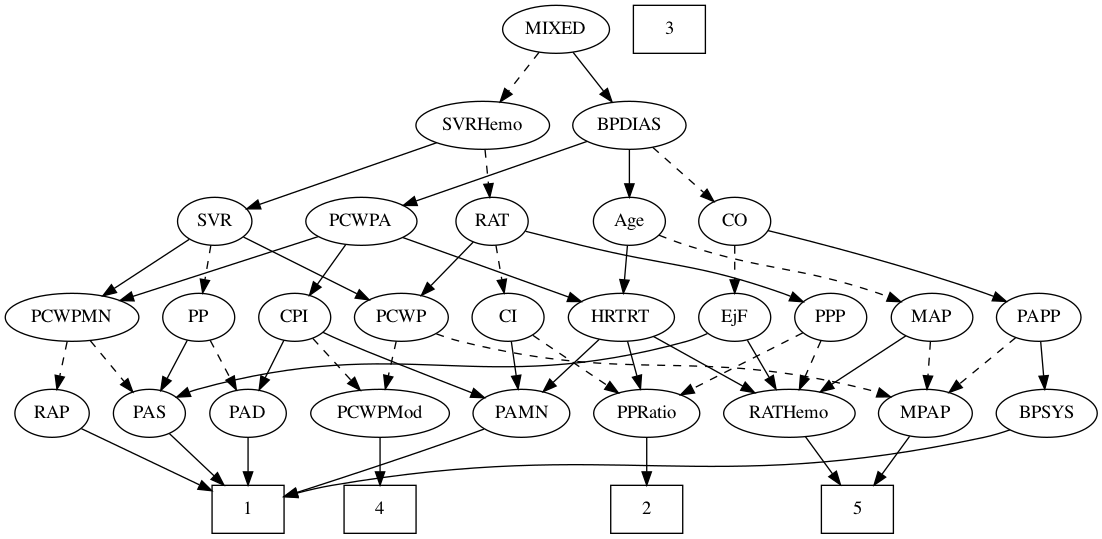 MIXED
3
SVRHemo
BPDIAS
SVR
PCWPA
RAT
Age
CO
PCWPMN
PP
CPI
PCWP
CI
HRTRT
EjF
PPP
MAP
PAPP
RAP
PAS
PAD
PCWPMod
PAMN
PPRatio
RATHemo
MPAP
BPSYS
1
4
2
5